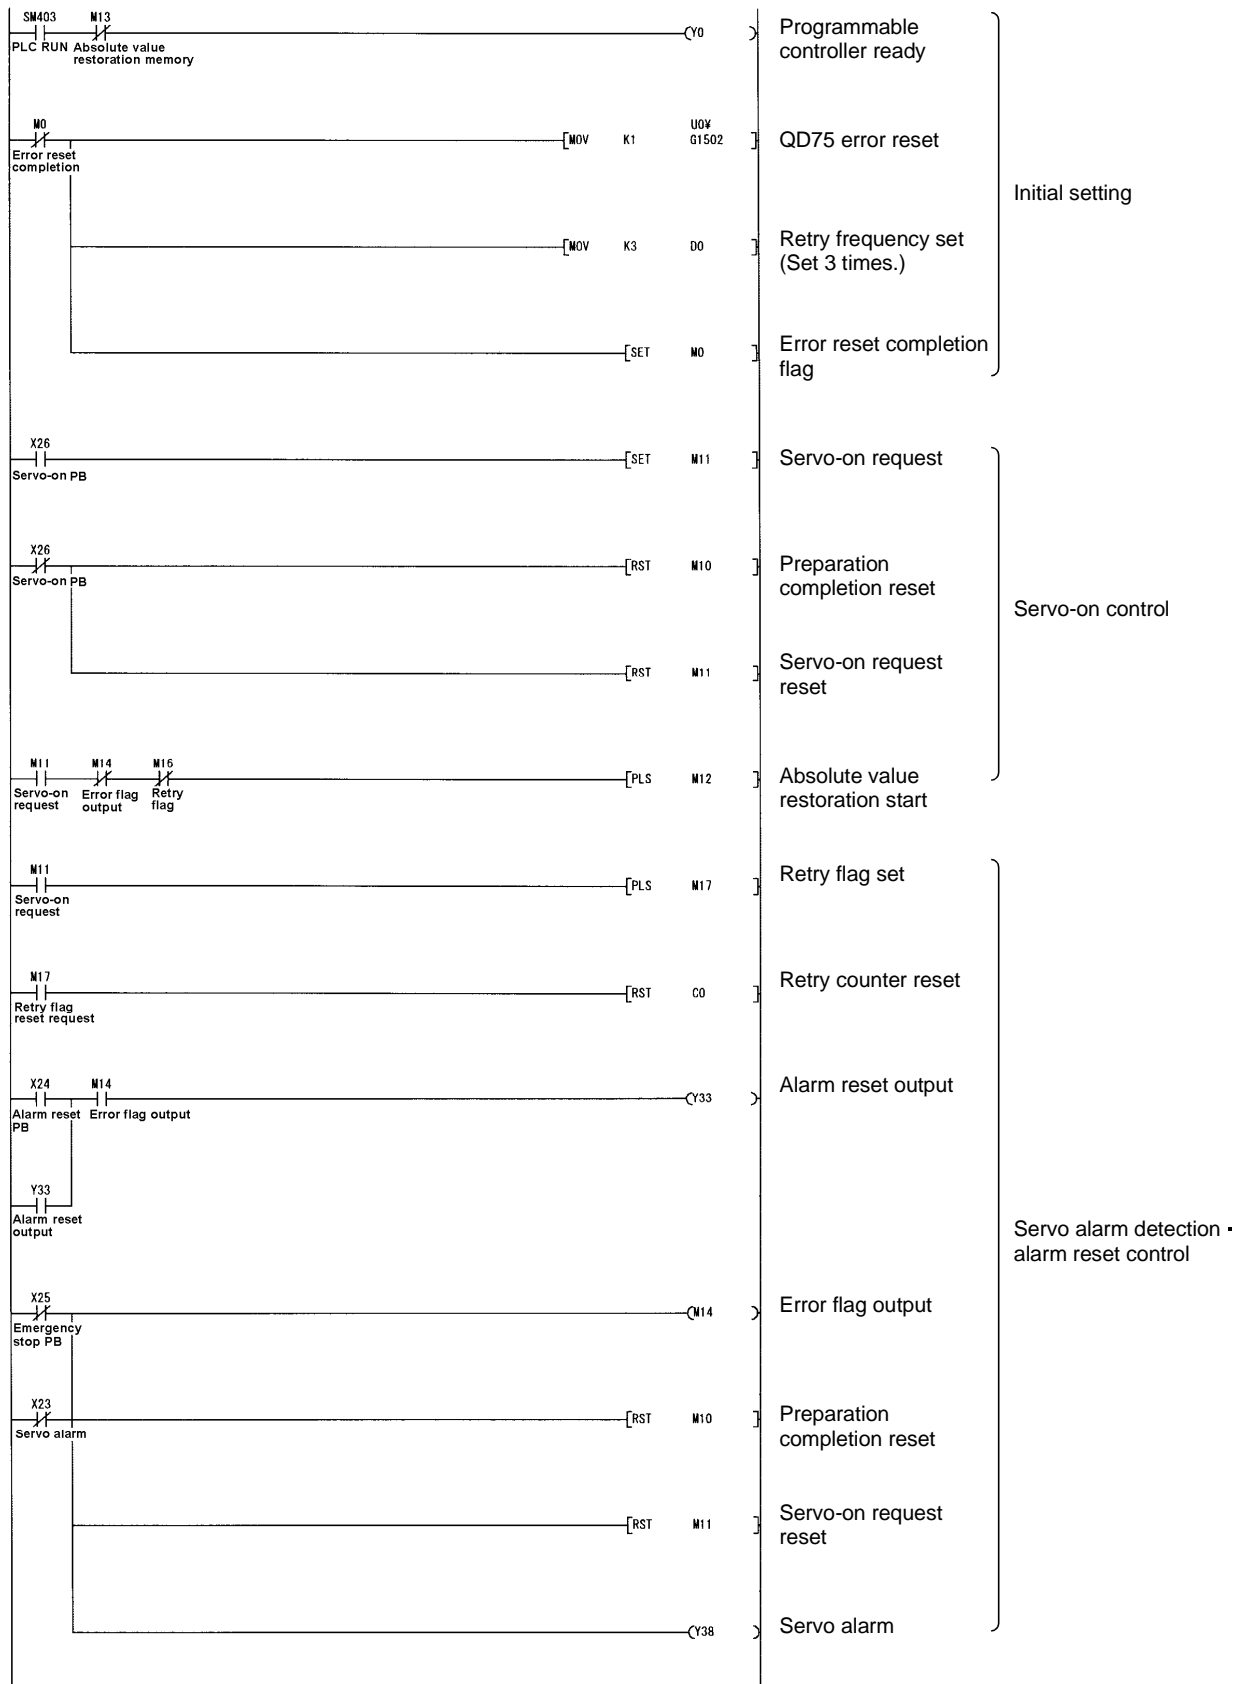 SM403 M13
PLC RUN Absolute value
restoration memory
Y0
Programmable
controller ready
M0
Error reset
completion
MOV K1 U0¥
G1502
QD75 error reset
Initial setting
MOV K3 D0
Retry frequency set
(Set 3 times.)
SET M0
Error reset completion
flag
X26
Servo-on PB
SET M11
Servo-on request
X26
Servo-on PB
RST M10
Preparation
completion reset
Servo-on control
RST M11
Servo-on request
reset
M11 M14 M16
Servo-on
request
Error flag
output
Retry
flag
PLS M12
Absolute value
restoration start
M11
Servo-on
request
PLS M17
Retry flag set
M17
Retry flag
reset request
RST C0
Retry counter reset
X24 M14
Alarm reset
PB
Error flag output
Y33
Alarm reset output
Y33
Alarm reset
output
Servo alarm detection ·
alarm reset control
X25
Emergency
stop PB
M14
Error flag output
X23
Servo alarm
RST M10
Preparation
completion reset
RST M11
Servo-on request
reset
Y38
Servo alarm